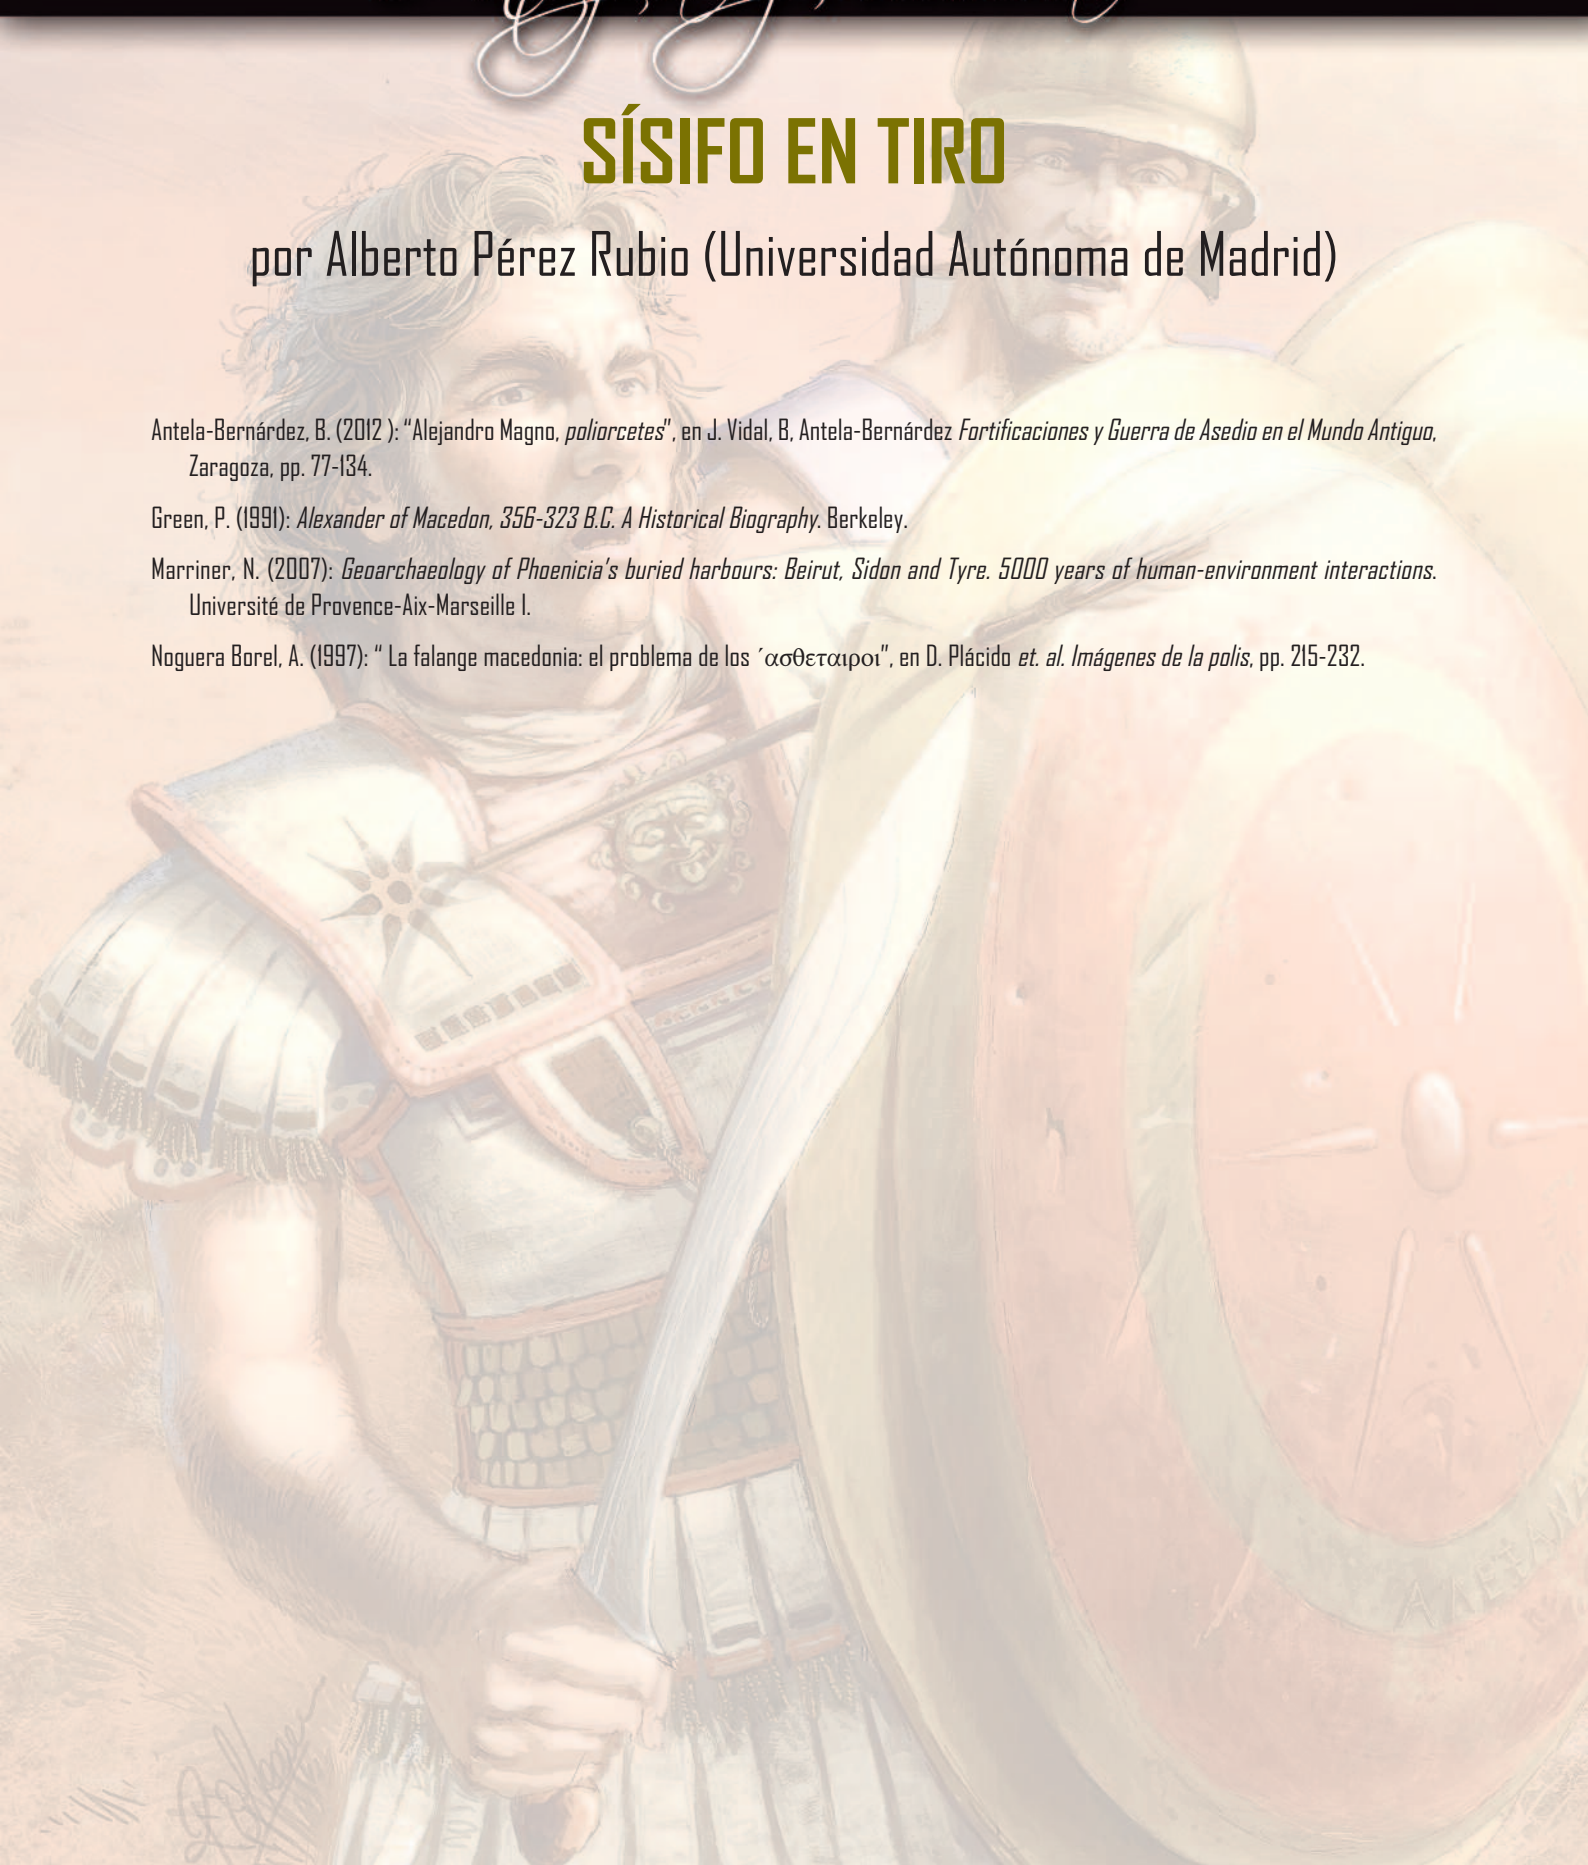 SÍSIFO EN TIRO
por Alberto Pérez Rubio (Universidad Autónoma de Madrid)
Antela-Bernárdez, B. (2012 ): "Alejandro Magno, poliorcetes", en J. Vidal, B, Antela-Bernárdez Fortificaciones y Guerra de Asedio en el Mundo Antiguo,
Zaragoza, pp. 77-134.
Green, P. (1991): Alexander of Macedon, 356-323 B.C. A Historical Biography. Berkeley.
Marriner, N. (2007): Geoarchaeology of Phoenicia's buried harbours: Beirut, Sidon and Tyre. 5000 years of human-environment interactions.
Université de Provence-Aix-Marseille I.
Noguera Borel, A. (1997): " La falange macedonia: el problema de los ´ασθεταιροι", en D. Plácido et. al. Imágenes de la polis, pp. 215-232.